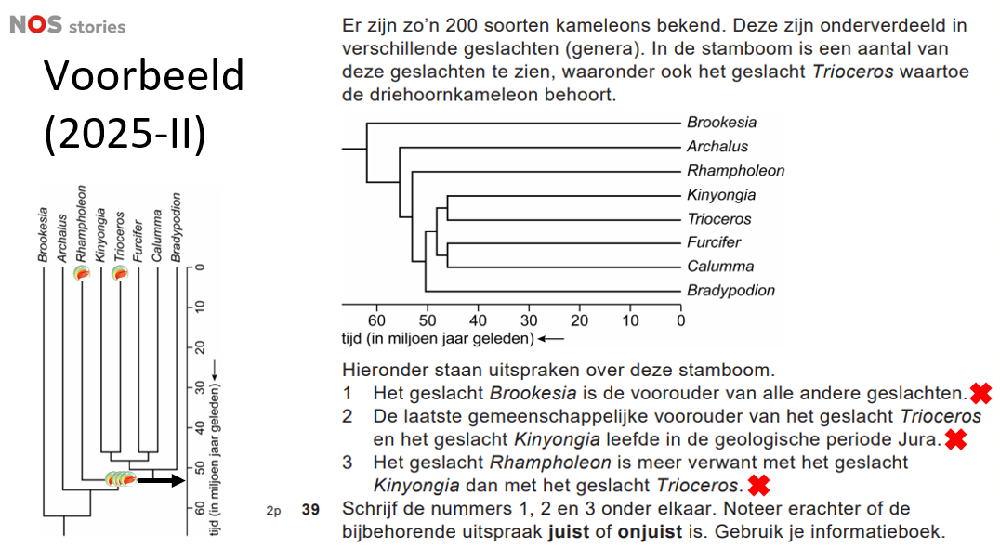 NOS stories
Voorbeeld
(2025-II)
Er zijn zo'n 200 soorten kameleons bekend. Deze zijn onderverdeeld in
verschillende geslachten (genera). In de stamboom is een aantal van
deze geslachten te zien, waaronder ook het geslacht Trioceros waartoe
de driehoornkameleon behoort.
Brookesia
Archalus
Rhampholeon
Kinyongia
Trioceros
Furcifer
Calumma
Bradypodion
60 50 40 30 20 10 0
tijd (in miljoen jaar geleden)
Brookesia
Archalus
Rhampholeon
Kinyongia
Trioceros
Furcifer
Calumma
Bradypodion
0
10
20
30
40
50
60
tijd (in miljoen jaar geleden)
Hieronder staan uitspraken over deze stamboom.
1 Het geslacht Brookesia is de voorouder van alle andere geslachten.
2 De laatste gemeenschappelijke voorouder van het geslacht Trioceros
en het geslacht Kinyongia leefde in de geologische periode Jura.
3 Het geslacht Rhampholeon is meer verwant met het geslacht
Kinyongia dan met het geslacht Trioceros.
2p 39 Schrijf de nummers 1, 2 en 3 onder elkaar. Noteer erachter of de
bijbehorende uitspraak juist of onjuist is. Gebruik je informatieboek.